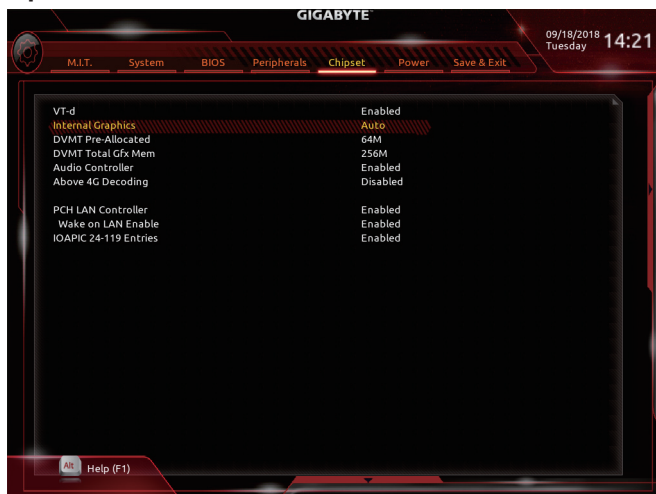 GIGABYTE™
09/18/2018 Tuesday 14:21
M.I.T. System BIOS Peripherals Chipset Power Save & Exit
VT-d Enabled
Internal Graphics Auto
DVMT Pre-Allocated 64M
DVMT Total Gfx Mem 256M
Audio Controller Enabled
Above 4G Decoding Disabled
PCH LAN Controller Enabled
Wake on LAN Enable Enabled
IOAPIC 24-119 Entries Enabled
Alt Help (F1)